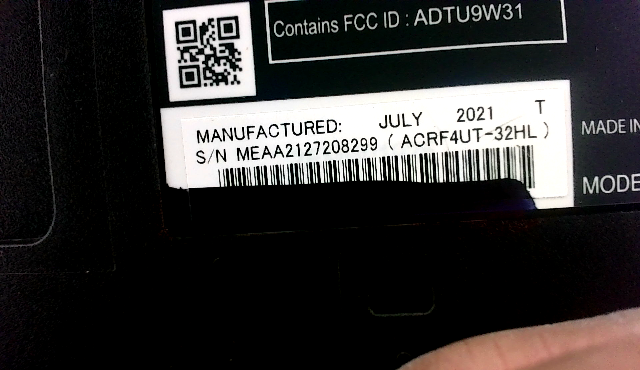 Contains FCC ID : ADTU9W31
MANUFACTURED: JULY 2021 T
S/N MEAA2127208299 ( ACRF4UT-32HL )
MADE IN
MODE